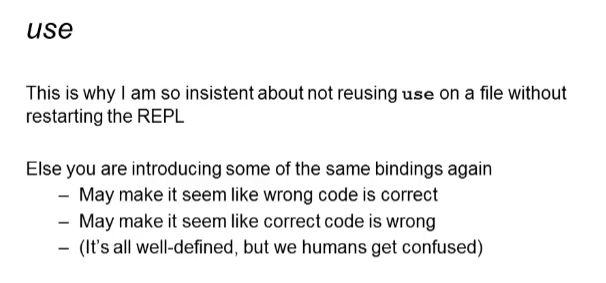 use
This is why I am so insistent about not reusing use on a file without
restarting the REPL
Else you are introducing some of the same bindings again
– May make it seem like wrong code is correct
– May make it seem like correct code is wrong
– (It's all well-defined, but we humans get confused)